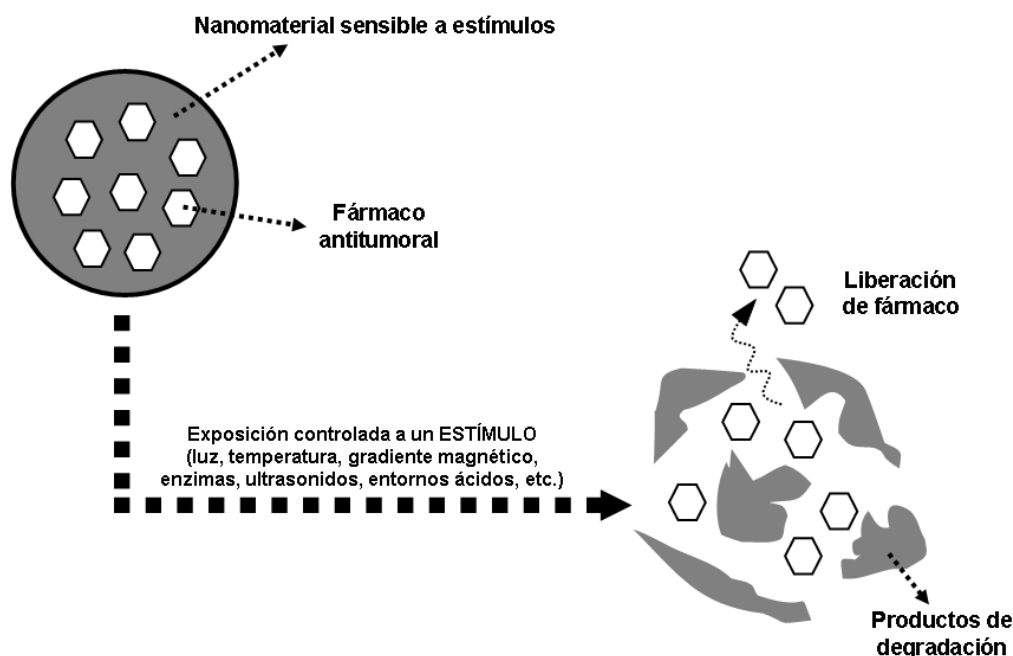 Nanomaterial sensible a estímulos
Fármaco
antitumoral
Liberación
de fármaco
Exposición controlada a un ESTÍMULO
(luz, temperatura, gradiente magnético,
enzimas, ultrasonidos, entornos ácidos, etc.)
Productos de
degradación